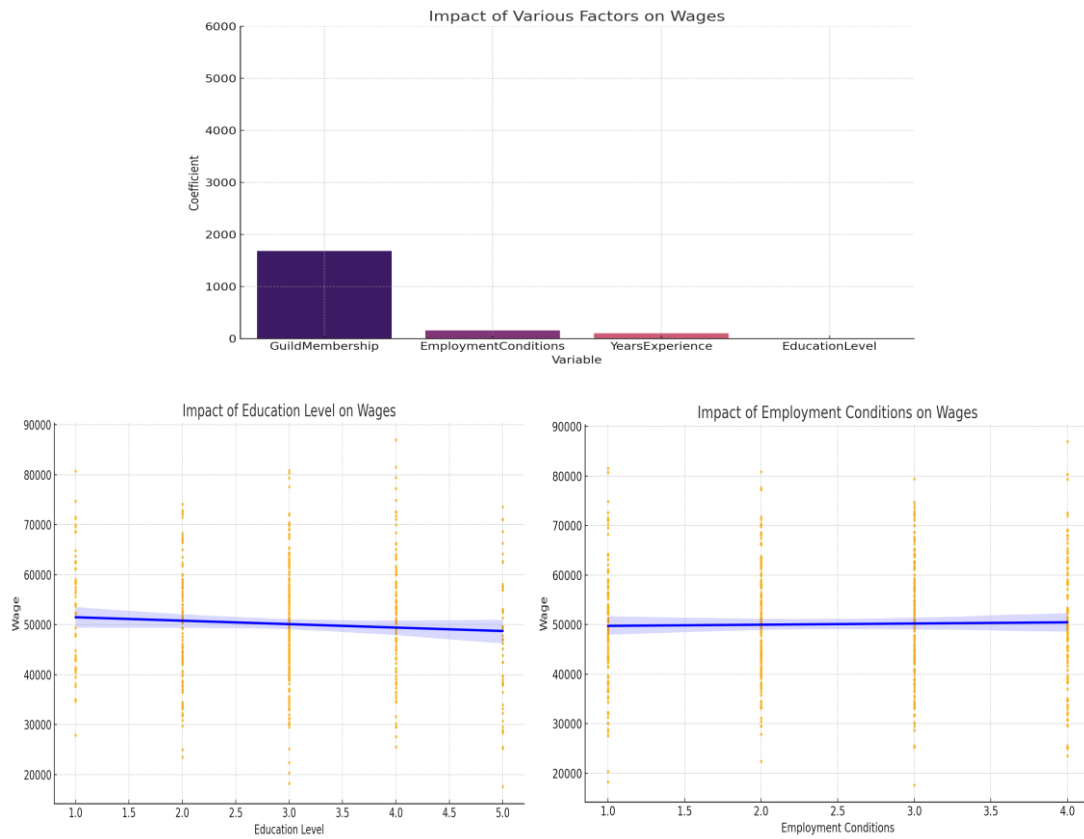 Impact of Various Factors on Wages
6000
5000
4000
3000
2000
1000
0
Coefficient
GuildMembership EmploymentConditions YearsExperience EducationLevel
Variable
Impact of Education Level on Wages
90000
80000
70000
60000
50000
40000
30000
20000
Wage
1.0 1.5 2.0 2.5 3.0 3.5 4.0 4.5 5.0
Education Level
Impact of Employment Conditions on Wages
90000
80000
70000
60000
50000
40000
30000
20000
Wage
1.0 1.5 2.0 2.5 3.0 3.5 4.0
Employment Conditions